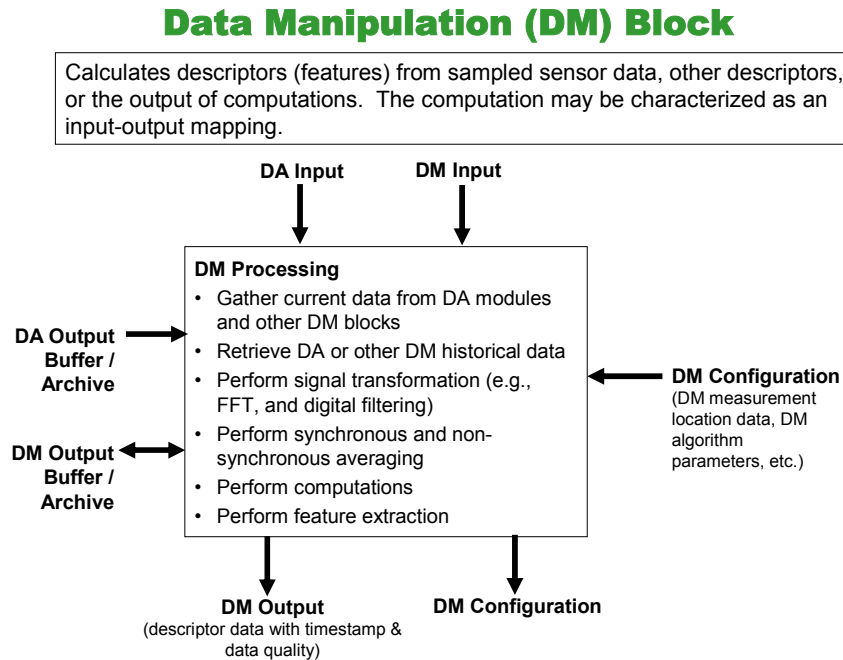 Data Manipulation (DM) Block
Calculates descriptors (features) from sampled sensor data, other descriptors,
or the output of computations.  The computation may be characterized as an
input-output mapping.
DA Input
DM Input
DM Processing
• Gather current data from DA modules
and other DM blocks
• Retrieve DA or other DM historical data
• Perform signal transformation (e.g.,
FFT, and digital filtering)
• Perform synchronous and non-
synchronous averaging
• Perform computations
• Perform feature extraction
DA Output
Buffer /
Archive
DM Output
Buffer /
Archive
DM Configuration
(DM measurement
location data, DM
algorithm
parameters, etc.)
DM Output
(descriptor data with timestamp &
data quality)
DM Configuration